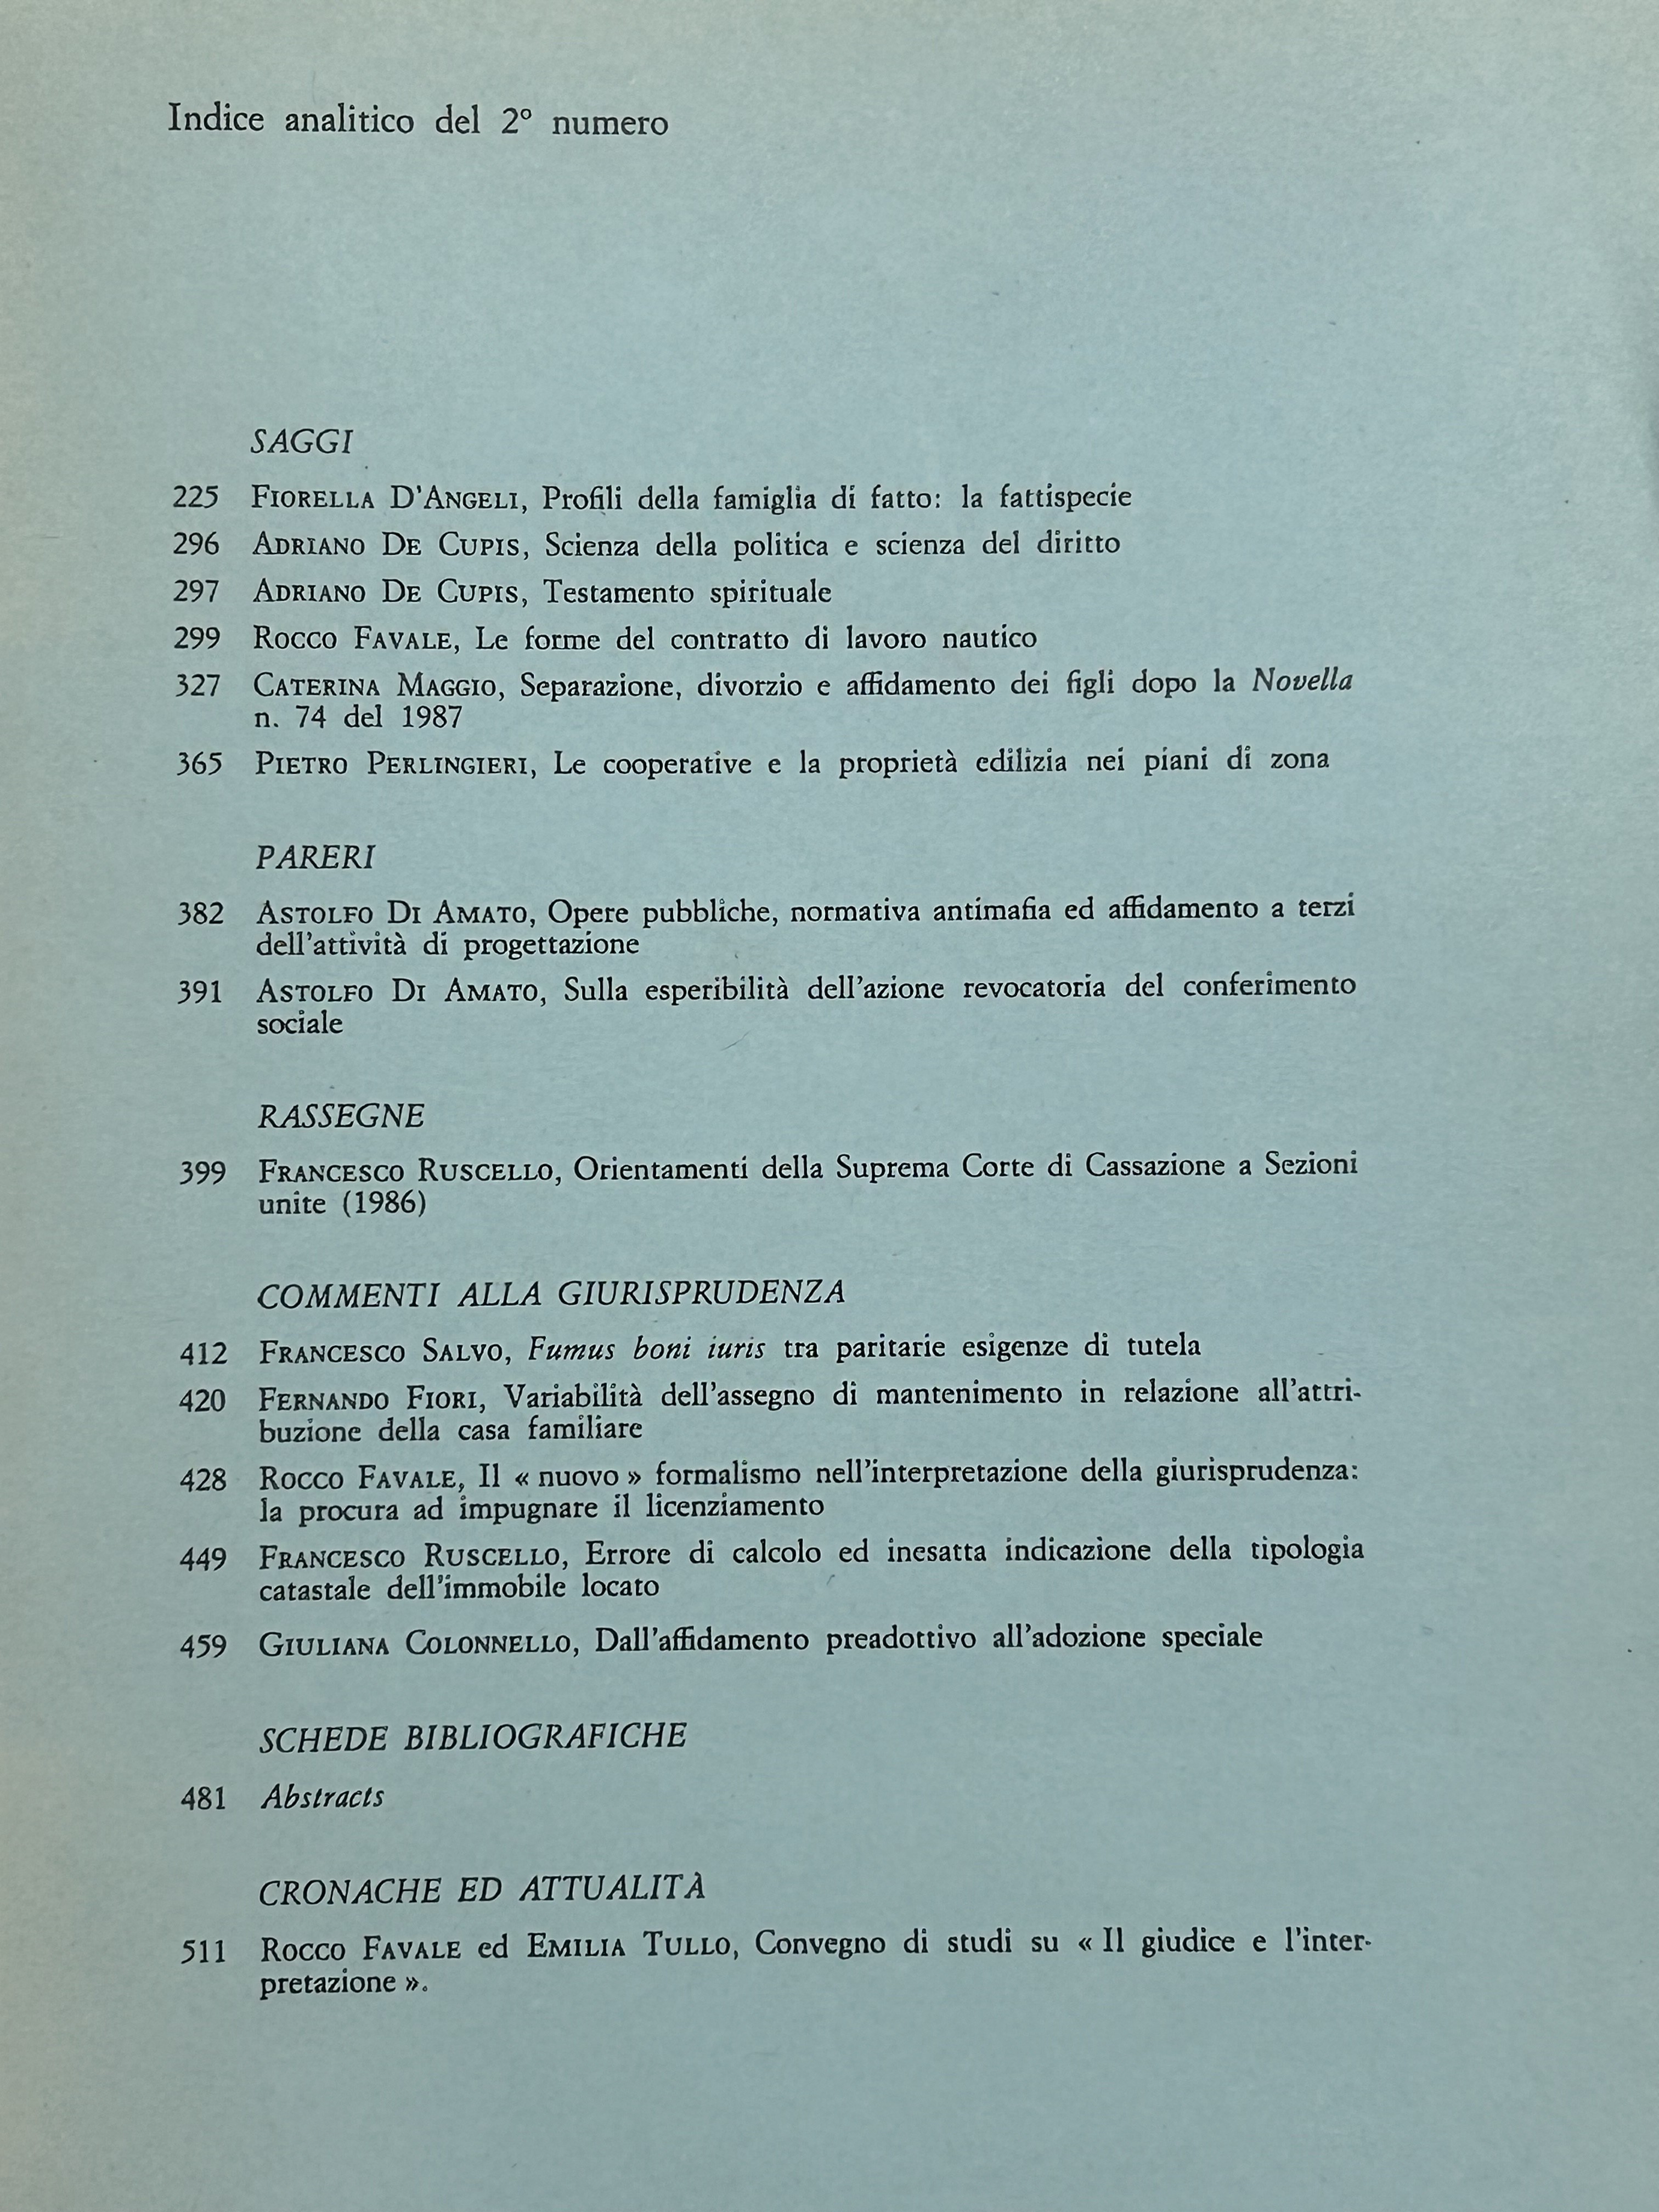 Indice analitico del 2° numero
SAGGI
225 FIORELLA D'ANGELI, Profili della famiglia di fatto: la fattispecie
296 ADRIANO DE CUPIS, Scienza della politica e scienza del diritto
297 ADRIANO DE CUPIS, Testamento spirituale
299 ROCCO FAVALE, Le forme del contratto di lavoro nautico
327 CATERINA MAGGIO, Separazione, divorzio e affidamento dei figli dopo la Novella
n. 74 del 1987
365 PIETRO PERLINGIERI, Le cooperative e la proprietà edilizia nei piani di zona
PARERI
382 ASTOLFO DI AMATO, Opere pubbliche, normativa antimafia ed affidamento a terzi
dell'attività di progettazione
391 ASTOLFO DI AMATO, Sulla esperibilità dell'azione revocatoria del conferimento
sociale
RASSEGNE
399 FRANCESCO RUSCELLO, Orientamenti della Suprema Corte di Cassazione a Sezioni
unite (1986)
COMMENTI ALLA GIURISPRUDENZA
412 FRANCESCO SALVO, Fumus boni iuris tra paritarie esigenze di tutela
420 FERNANDO FIORI, Variabilità dell'assegno di mantenimento in relazione all'attri-
buzione della casa familiare
428 ROCCO FAVALE, Il « nuovo » formalismo nell'interpretazione della giurisprudenza:
la procura ad impugnare il licenziamento
449 FRANCESCO RUSCELLO, Errore di calcolo ed inesatta indicazione della tipologia
catastale dell'immobile locato
459 GIULIANA COLONNELLO, Dall'affidamento preadottivo all'adozione speciale
SCHEDE BIBLIOGRAFICHE
481 Abstracts
CRONACHE ED ATTUALITÀ
511 ROCCO FAVALE ed EMILIA TULLO, Convegno di studi su « Il giudice e l'inter-
pretazione ».